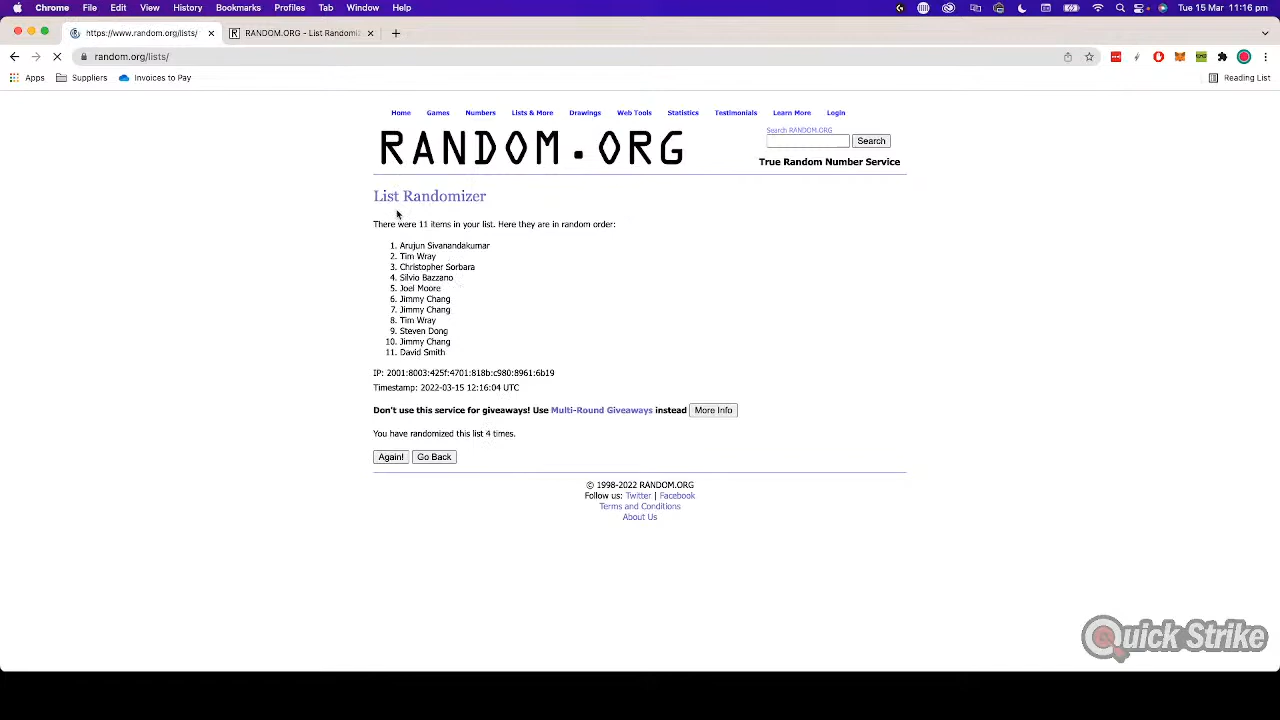 Chrome File Edit View History Bookmarks Profiles Tab Window Help Tue 15 Mar 11:16 pm
https://www.random.org/lists/ RANDOM.ORG - List Randomiz
random.org/lists/
Apps Suppliers Invoices to Pay Reading List
Home Games Numbers Lists & More Drawings Web Tools Statistics Testimonials Learn More Login
RANDOM.ORG
Search RANDOM.ORG
Search
True Random Number Service
List Randomizer
There were 11 items in your list. Here they are in random order:
1. Arujun Sivanandakumar
2. Tim Wray
3. Christopher Sorbara
4. Silvio Bazzano
5. Joel Moore
6. Jimmy Chang
7. Jimmy Chang
8. Tim Wray
9. Steven Dong
10. Jimmy Chang
11. David Smith
IP: 2001:8003:425f:4701:818b:c980:8961:6b19
Timestamp: 2022-03-15 12:16:04 UTC
Don't use this service for giveaways! Use Multi-Round Giveaways instead More Info
You have randomized this list 4 times.
Again! Go Back
© 1998-2022 RANDOM.ORG
Follow us: Twitter | Facebook
Terms and Conditions
About Us
Quick Strike